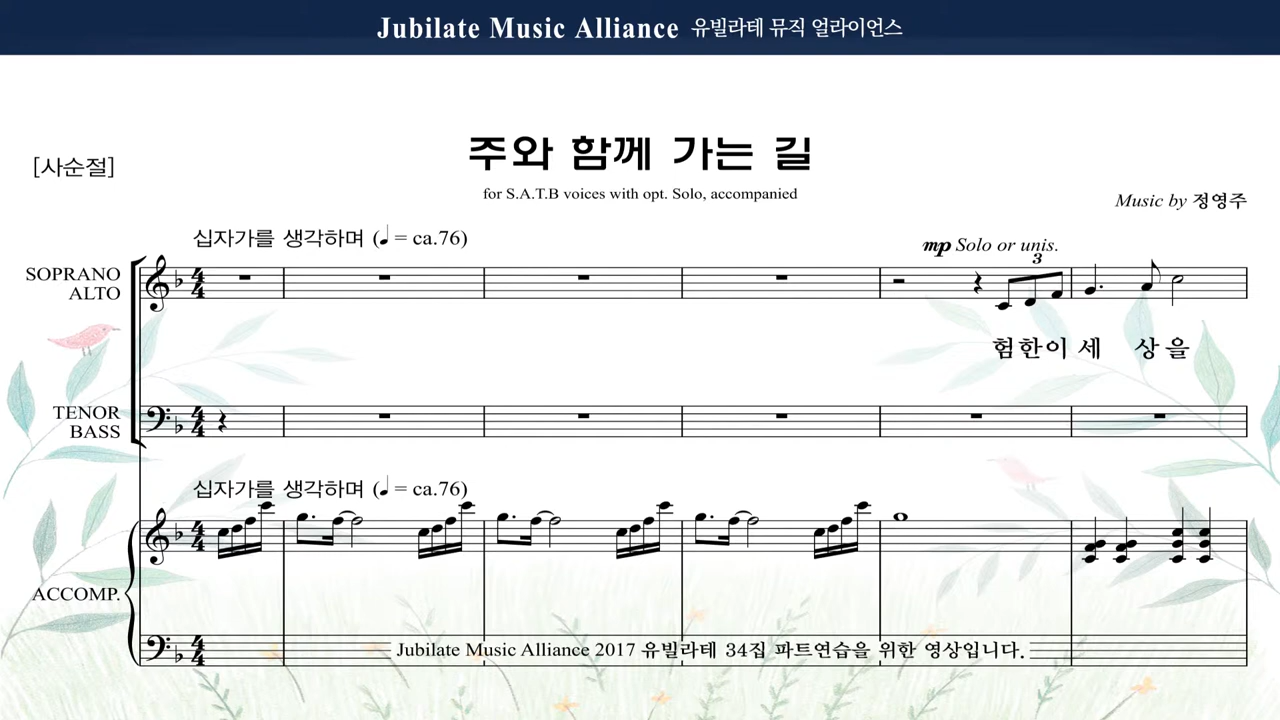 Jubilate Music Alliance 유빌라테 뮤직 얼라이언스
주와 함께 가는 길
[사순절]
for S.A.T.B voices with opt. Solo, accompanied
Music by 정영주
십자가를 생각하며 (♩ = ca.76)
mp Solo or unis.
3
SOPRANO
ALTO
험한이 세 상을
TENOR
BASS
십자가를 생각하며 (♩ = ca.76)
ACCOMP.
Jubilate Music Alliance 2017 유빌라테 34집 파트연습을 위한 영상입니다.